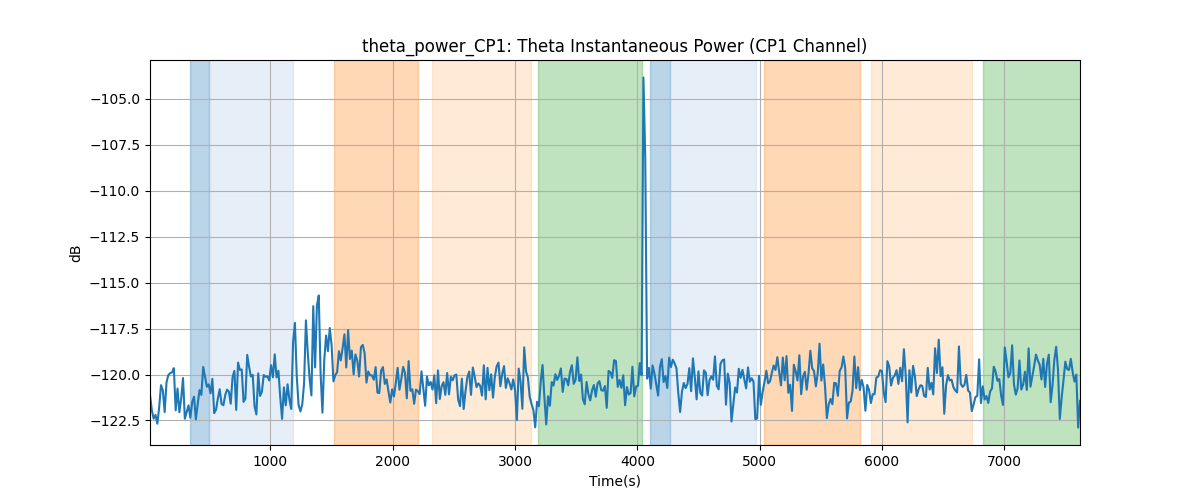 theta_power_CP1: Theta Instantaneous Power (CP1 Channel)
dB
−105.0
−107.5
−110.0
−112.5
−115.0
−117.5
−120.0
−122.5
1000 2000 3000 4000 5000 6000 7000
Time(s)